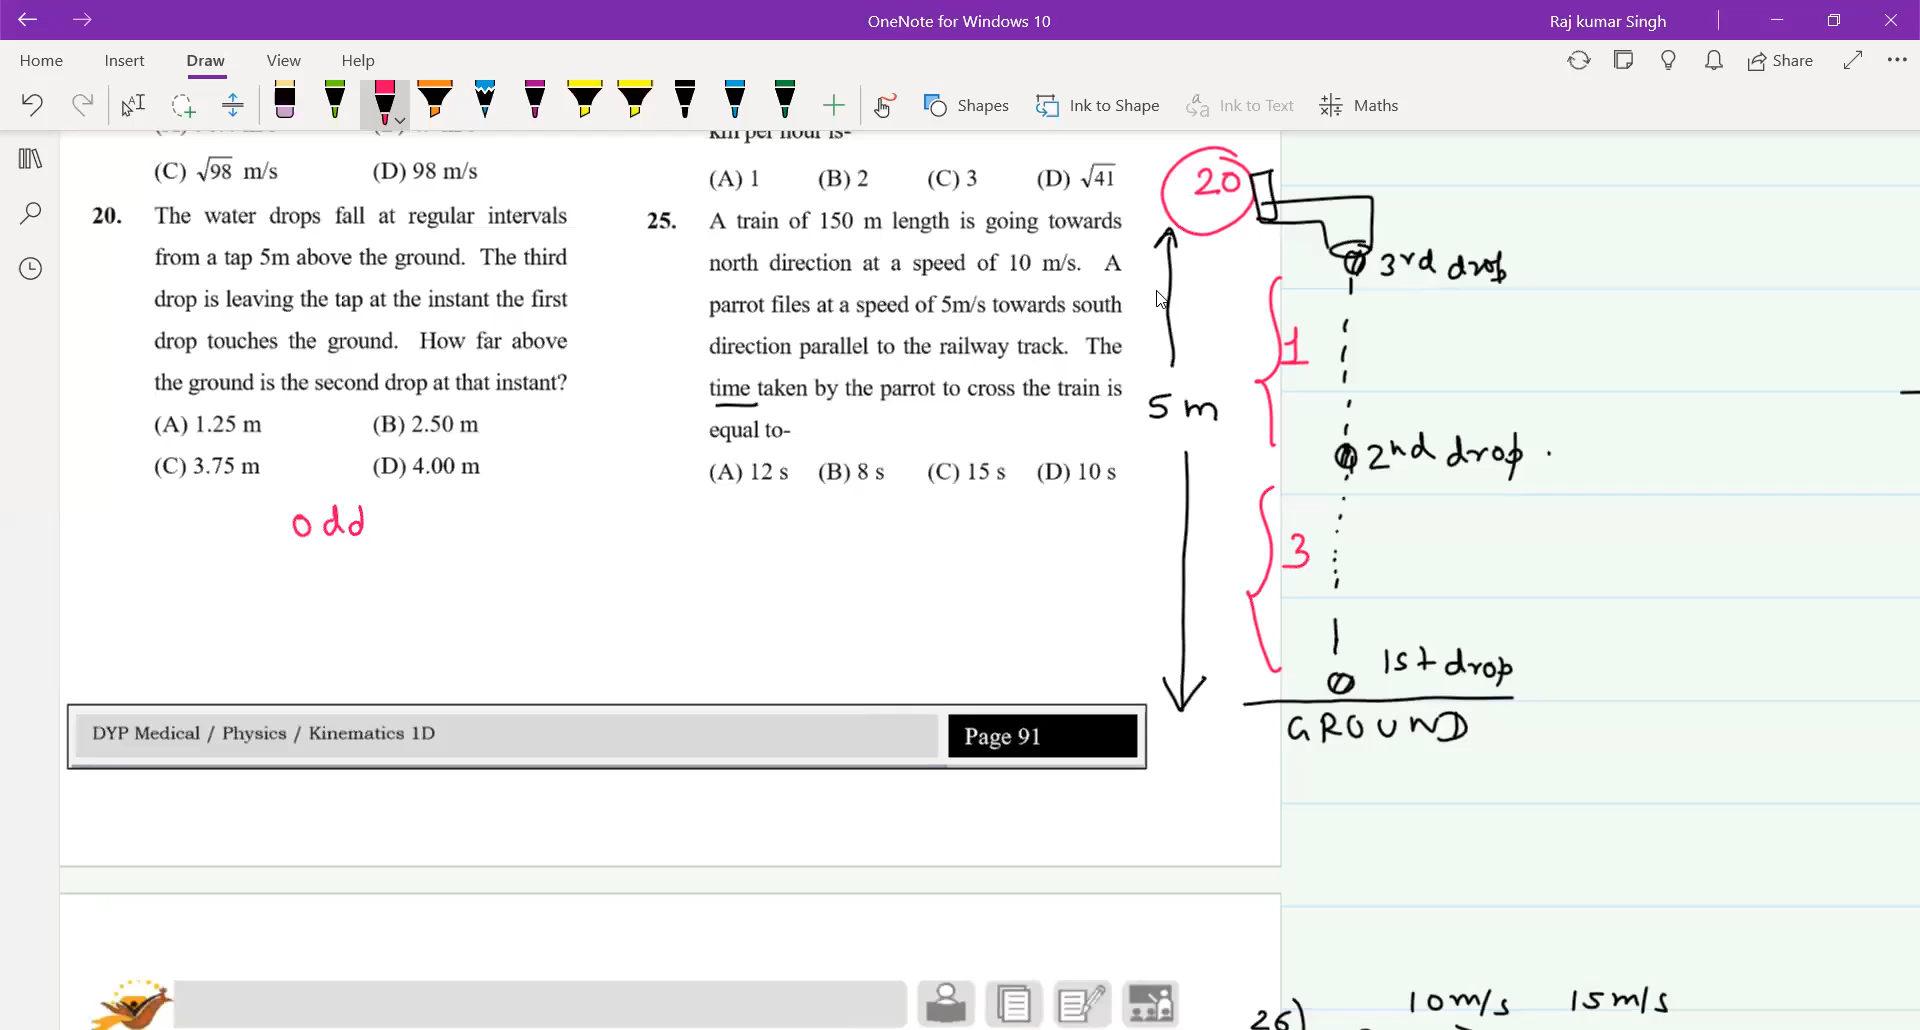 OneNote for Windows 10
Raj kumar Singh
Home Insert Draw View Help
Share
Shapes Ink to Shape Ink to Text Maths
km per hour is-
(C) √98 m/s (D) 98 m/s
(A) 1 (B) 2 (C) 3 (D) √41
20. The water drops fall at regular intervals
from a tap 5m above the ground. The third
drop is leaving the tap at the instant the first
drop touches the ground. How far above
the ground is the second drop at that instant?
(A) 1.25 m (B) 2.50 m
(C) 3.75 m (D) 4.00 m
odd
25. A train of 150 m length is going towards
north direction at a speed of 10 m/s. A
parrot files at a speed of 5m/s towards south
direction parallel to the railway track. The
time taken by the parrot to cross the train is
equal to-
(A) 12 s (B) 8 s (C) 15 s (D) 10 s
20
3rd drop
1
5 m
2nd drop .
3
1st drop
GROUND
DYP Medical / Physics / Kinematics 1D
Page 91
10m/s 15m/s
26)